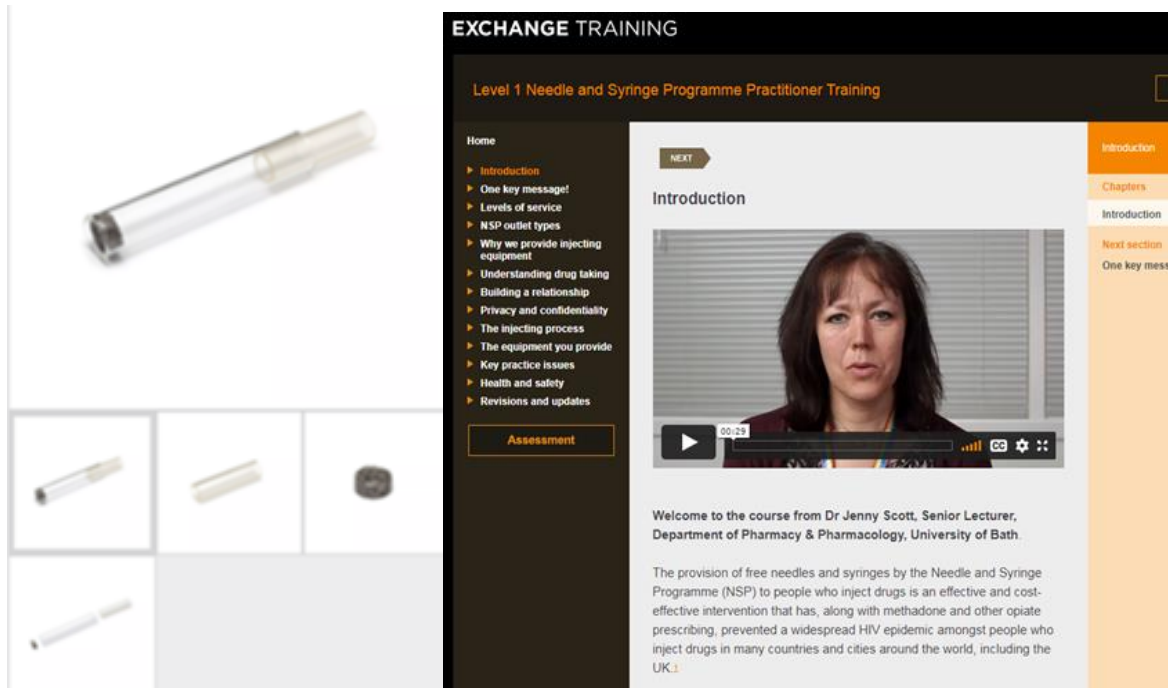 EXCHANGE TRAINING
Level 1 Needle and Syringe Programme Practitioner Training
Home
Introduction
One key message!
Levels of service
NSP outlet types
Why we provide injecting
equipment
Understanding drug taking
Building a relationship
Privacy and confidentiality
The injecting process
The equipment you provide
Key practice issues
Health and safety
Revisions and updates
Assessment
NEXT
Introduction
00:29
CC
Welcome to the course from Dr Jenny Scott, Senior Lecturer,
Department of Pharmacy & Pharmacology, University of Bath.
The provision of free needles and syringes by the Needle and Syringe
Programme (NSP) to people who inject drugs is an effective and cost-
effective intervention that has, along with methadone and other opiate
prescribing, prevented a widespread HIV epidemic amongst people who
inject drugs in many countries and cities around the world, including the
UK.1
Introduction
Chapters
Introduction
Next section
One key mess